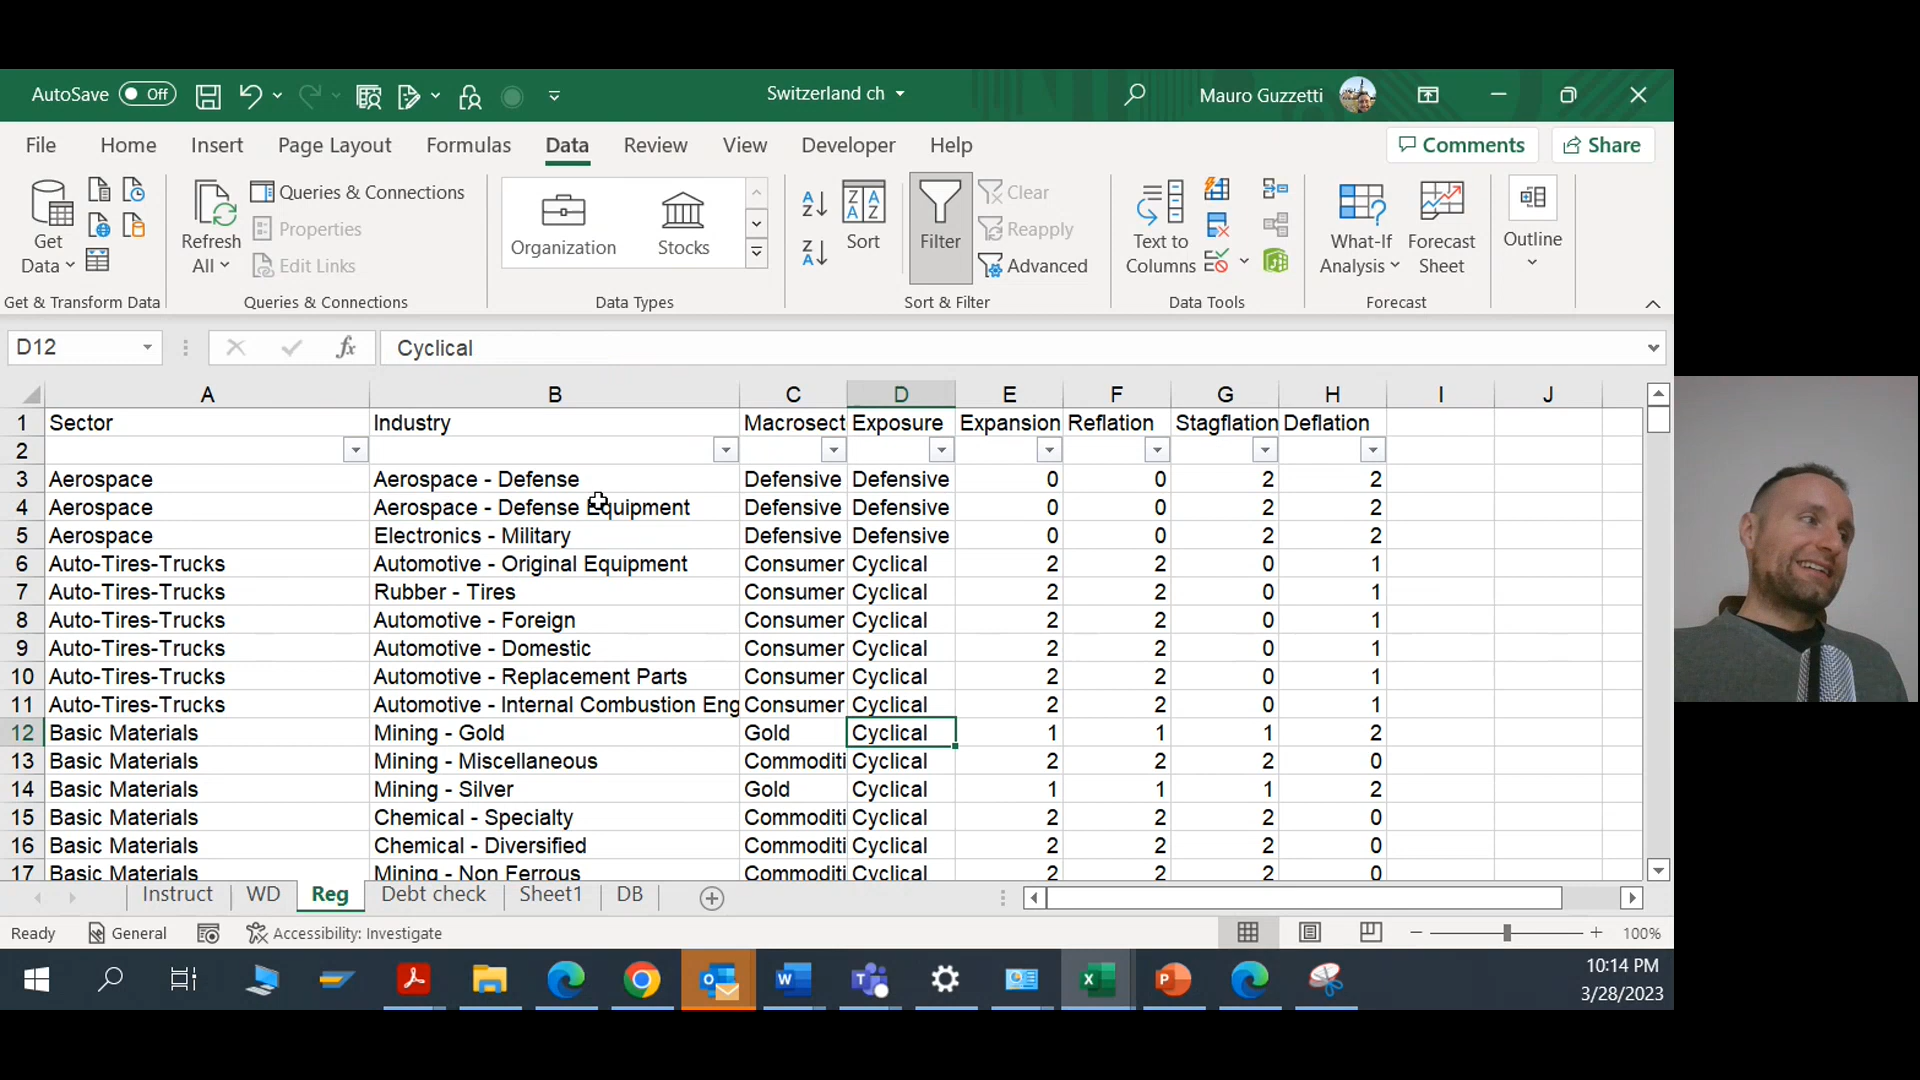 AutoSave Off Switzerland ch Mauro Guzzetti
File Home Insert Page Layout Formulas Data Review View Developer Help Comments Share
Get Data Refresh All Queries & Connections Properties Edit Links Organization Stocks Sort Filter Clear Reapply Advanced Text to Columns What-If Analysis Forecast Sheet Outline
Get & Transform Data Queries & Connections Data Types Sort & Filter Data Tools Forecast
D12 fx Cyclical
A B C D E F G H I J
1 Sector Industry Macrosect Exposure Expansion Reflation Stagflation Deflation
2
3 Aerospace Aerospace - Defense Defensive Defensive 0 0 2 2
4 Aerospace Aerospace - Defense Equipment Defensive Defensive 0 0 2 2
5 Aerospace Electronics - Military Defensive Defensive 0 0 2 2
6 Auto-Tires-Trucks Automotive - Original Equipment Consumer Cyclical 2 2 0 1
7 Auto-Tires-Trucks Rubber - Tires Consumer Cyclical 2 2 0 1
8 Auto-Tires-Trucks Automotive - Foreign Consumer Cyclical 2 2 0 1
9 Auto-Tires-Trucks Automotive - Domestic Consumer Cyclical 2 2 0 1
10 Auto-Tires-Trucks Automotive - Replacement Parts Consumer Cyclical 2 2 0 1
11 Auto-Tires-Trucks Automotive - Internal Combustion Eng Consumer Cyclical 2 2 0 1
12 Basic Materials Mining - Gold Gold Cyclical 1 1 1 2
13 Basic Materials Mining - Miscellaneous Commoditi Cyclical 2 2 2 0
14 Basic Materials Mining - Silver Gold Cyclical 1 1 1 2
15 Basic Materials Chemical - Specialty Commoditi Cyclical 2 2 2 0
16 Basic Materials Chemical - Diversified Commoditi Cyclical 2 2 2 0
17 Basic Materials Mining - Non Ferrous Commoditi Cyclical 2 2 2 0
Instruct WD Reg Debt check Sheet1 DB
Ready General Accessibility: Investigate 100%
10:14 PM
3/28/2023